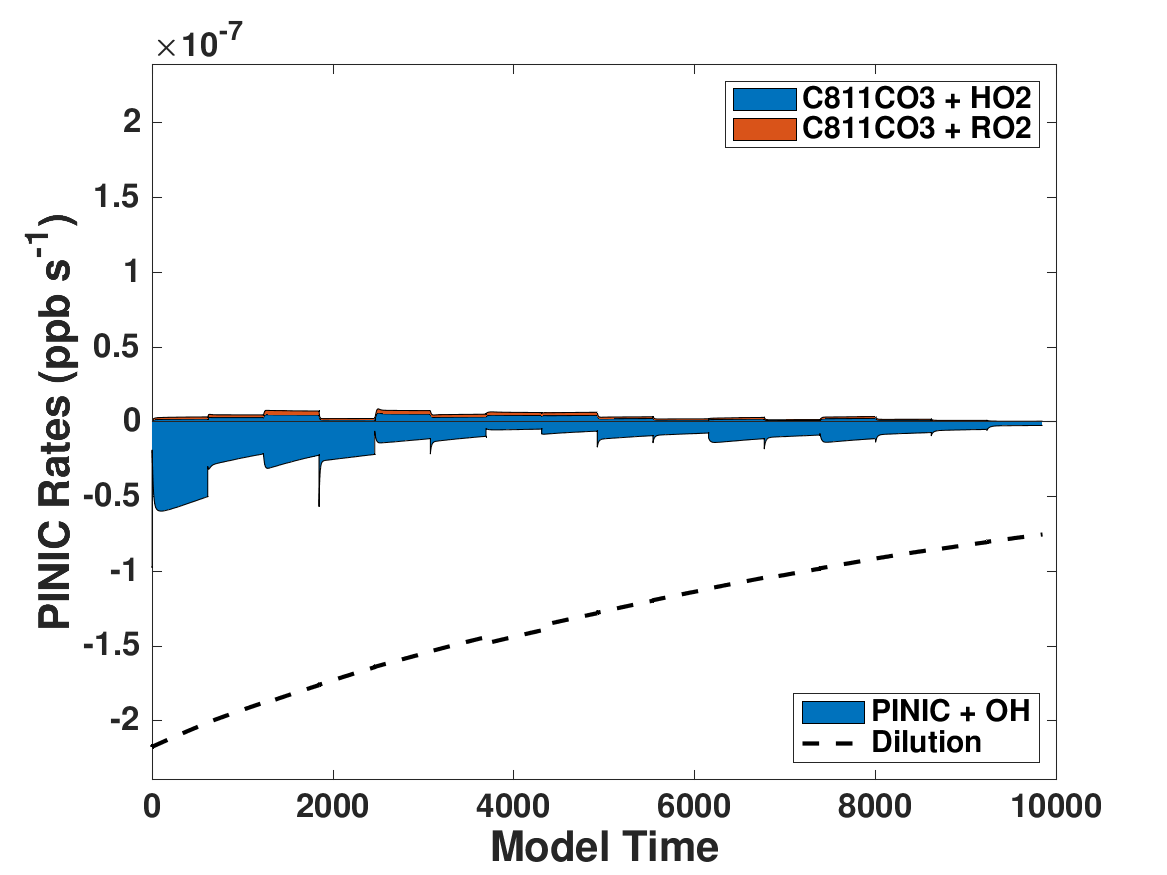 ×10-7
2
1.5
1
0.5
0
-0.5
-1
-1.5
-2
PINIC Rates (ppb s-1)
C811CO3 + HO2
C811CO3 + RO2
PINIC + OH
Dilution
0 2000 4000 6000 8000 10000
Model Time